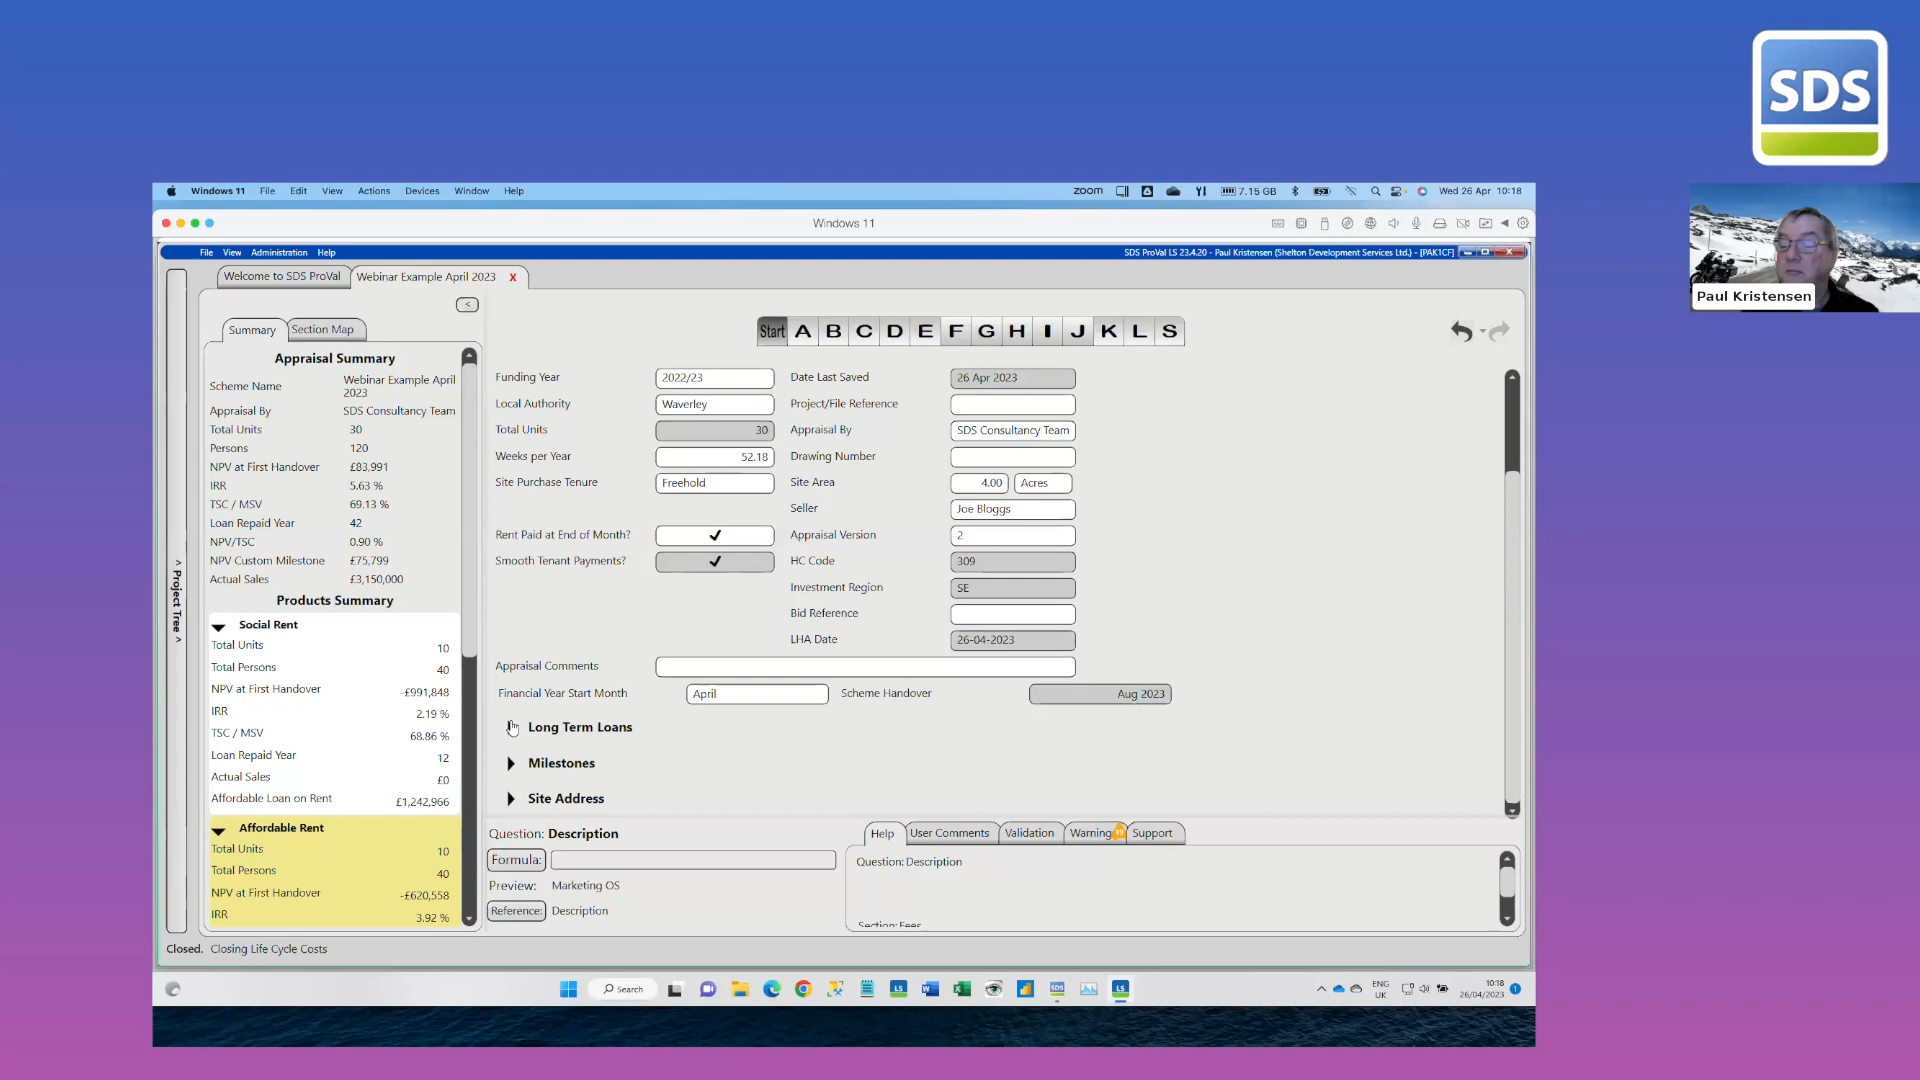 SDS
Windows 11 File Edit View Actions Devices Window Help
zoom 7.15 GB Wed 26 Apr 10:18
Windows 11
File View Administration Help
SDS ProVal LS 23.4.20 - Paul Kristensen (Shelton Development Services Ltd.) - [PAK1CF]
Paul Kristensen
Welcome to SDS ProVal Webinar Example April 2023 X
<
Summary Section Map
Start A B C D E F G H I J K L S
^ Project Tree ^
Appraisal Summary
Scheme Name Webinar Example April 2023
Appraisal By SDS Consultancy Team
Total Units 30
Persons 120
NPV at First Handover £83,991
IRR 5.63 %
TSC / MSV 69.13 %
Loan Repaid Year 42
NPV/TSC 0.90 %
NPV Custom Milestone £75,799
Actual Sales £3,150,000
Products Summary
Social Rent
Total Units 10
Total Persons 40
NPV at First Handover -£991,848
IRR 2.19 %
TSC / MSV 68.86 %
Loan Repaid Year 12
Actual Sales £0
Affordable Loan on Rent £1,242,966
Affordable Rent
Total Units 10
Total Persons 40
NPV at First Handover -£620,558
IRR 3.92 %
Funding Year 2022/23 Date Last Saved 26 Apr 2023
Local Authority Waverley Project/File Reference
Total Units 30 Appraisal By SDS Consultancy Team
Weeks per Year 52.18 Drawing Number
Site Purchase Tenure Freehold Site Area 4.00 Acres
Seller Joe Bloggs
Rent Paid at End of Month? Appraisal Version 2
Smooth Tenant Payments? HC Code 309
Investment Region SE
Bid Reference
LHA Date 26-04-2023
Appraisal Comments
Financial Year Start Month April Scheme Handover Aug 2023
Long Term Loans
Milestones
Site Address
Question: Description
Formula:
Preview: Marketing OS
Reference: Description
Help User Comments Validation Warning 19 Support
Question: Description
Section: Fees
Closed. Closing Life Cycle Costs
Search
ENG
UK
10:18
26/04/2023
1